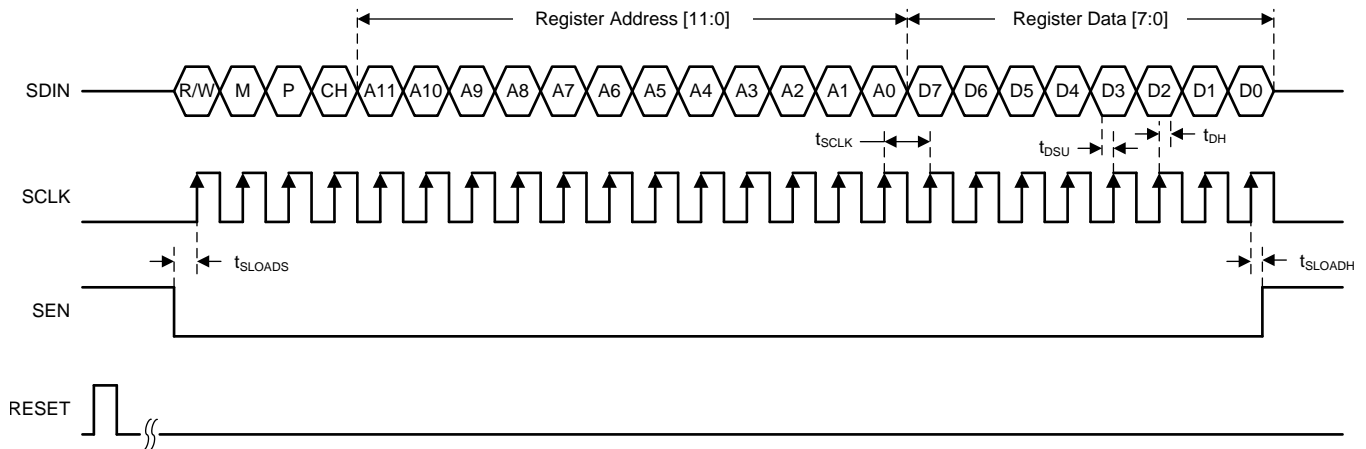 Register Address [11:0] Register Data [7:0]
SDIN R/W M P CH A11 A10 A9 A8 A7 A6 A5 A4 A3 A2 A1 A0 D7 D6 D5 D4 D3 D2 D1 D0
tSCLK tDSU tDH
SCLK
tSLOADS tSLOADH
SEN
RESET